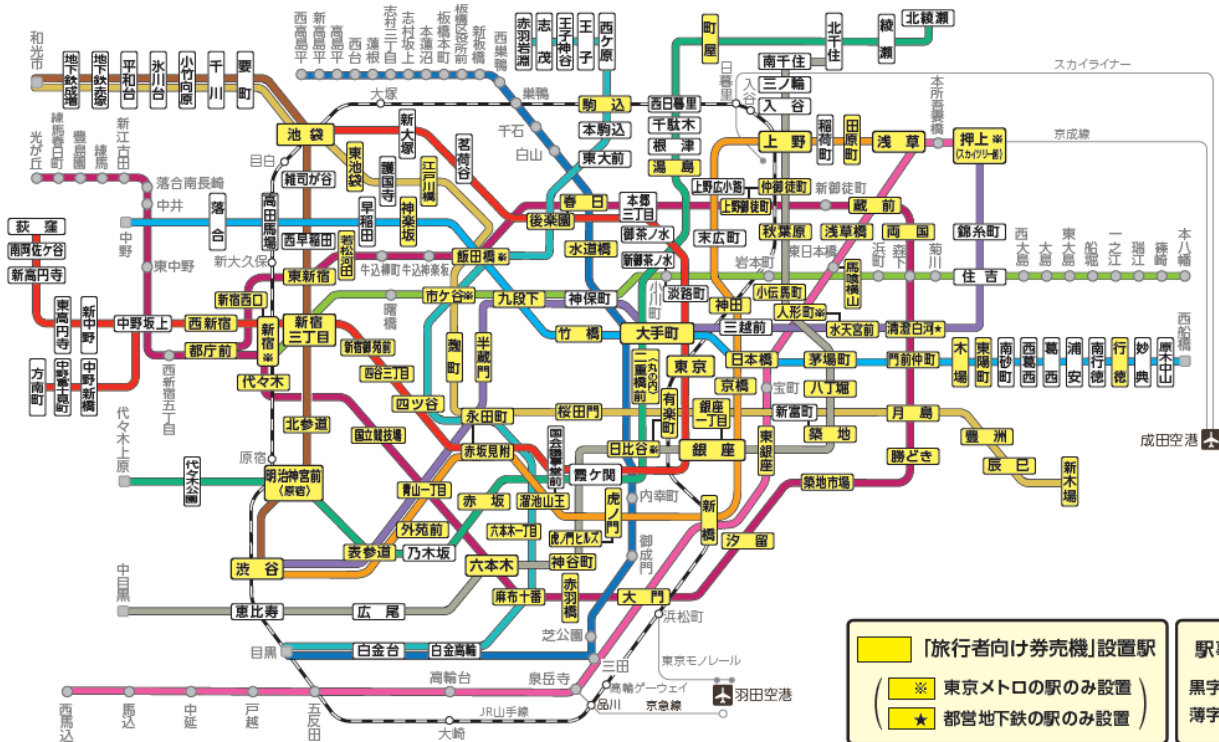 西高島平
新高島平
高島平
西台
蓮根
志村三丁目
志村坂上
本蓮沼
板橋本町
板橋区役所前
新板橋
西巣鴨
赤羽岩淵
志茂
王子神谷
王子
西ケ原
町屋
北千住
綾瀬
北綾瀬
和光市
地下鉄成増
地下鉄赤塚
平和台
氷川台
小竹向原
千川
要町
大塚
巣鴨
駒込
西日暮里
日暮里
入谷
南千住
三ノ輪
入谷
スカイライナー
本所吾妻橋
光が丘
練馬春日町
豊島園
練馬
新江古田
目白
池袋
新大塚
茗荷谷
千石
白山
本駒込
東大前
千駄木
根津
湯島
上野
稲荷町
田原町
浅草
押上※
(スカイツリー前)
京成線
落合南長崎
中井
雑司が谷
東池袋
護国寺
江戸川橋
上野広小路
仲御徒町
上野御徒町
新御徒町
蔵前
荻窪
南阿佐ケ谷
新高円寺
中野
落合
東中野
高田馬場
西早稲田
早稲田
神楽坂
後楽園
春日
本郷三丁目
御茶ノ水
新御茶ノ水
末広町
秋葉原
浅草橋
両国
錦糸町
新大久保
東新宿
若松河田
牛込柳町
牛込神楽坂
飯田橋※
水道橋
小川町
淡路町
岩本町
東日本橋
馬喰横山
浜町
森下
菊川
住吉
西大島
大島
東大島
船堀
一之江
瑞江
篠崎
本八幡
東高円寺
新中野
中野坂上
西新宿
新宿西口
新宿※
新宿三丁目
曙橋
市ケ谷※
九段下
神保町
神田
小伝馬町
人形町※
都庁前
新宿御苑前
四谷三丁目
麹町
半蔵門
竹橋
大手町
三越前
水天宮前
清澄白河★
西船橋
方南町
中野富士見町
中野新橋
西新宿五丁目
代々木
四ツ谷
永田町
桜田門
二重橋前
(丸の内)
東京
日本橋
茅場町
門前仲町
木場
東陽町
南砂町
西葛西
葛西
浦安
南行徳
行徳
妙典
原木中山
京橋
宝町
八丁堀
代々木上原
北参道
国立競技場
赤坂見附
国会議事堂前
日比谷※
有楽町
銀座一丁目
新富町
月島
豊洲
成田空港
原宿
代々木公園
明治神宮前
〈原宿〉
青山一丁目
赤坂
溜池山王
霞ケ関
銀座
東銀座
築地
勝どき
辰巳
新木場
外苑前
六本木一丁目
虎ノ門
内幸町
新橋
築地市場
渋谷
表参道
乃木坂
虎ノ門ヒルズ
御成門
汐留
中目黒
六本木
神谷町
恵比寿
広尾
麻布十番
赤羽橋
大門
浜松町
目黒
白金台
白金高輪
芝公園
三田
東京モノレール
西馬込
馬込
中延
戸越
五反田
高輪台
泉岳寺
高輪ゲーウェイ
羽田空港
大崎
JR山手線
品川
京急線
「旅行者向け券売機」設置駅
※ 東京メトロの駅のみ設置
★ 都営地下鉄の駅のみ設置
黒字
薄字